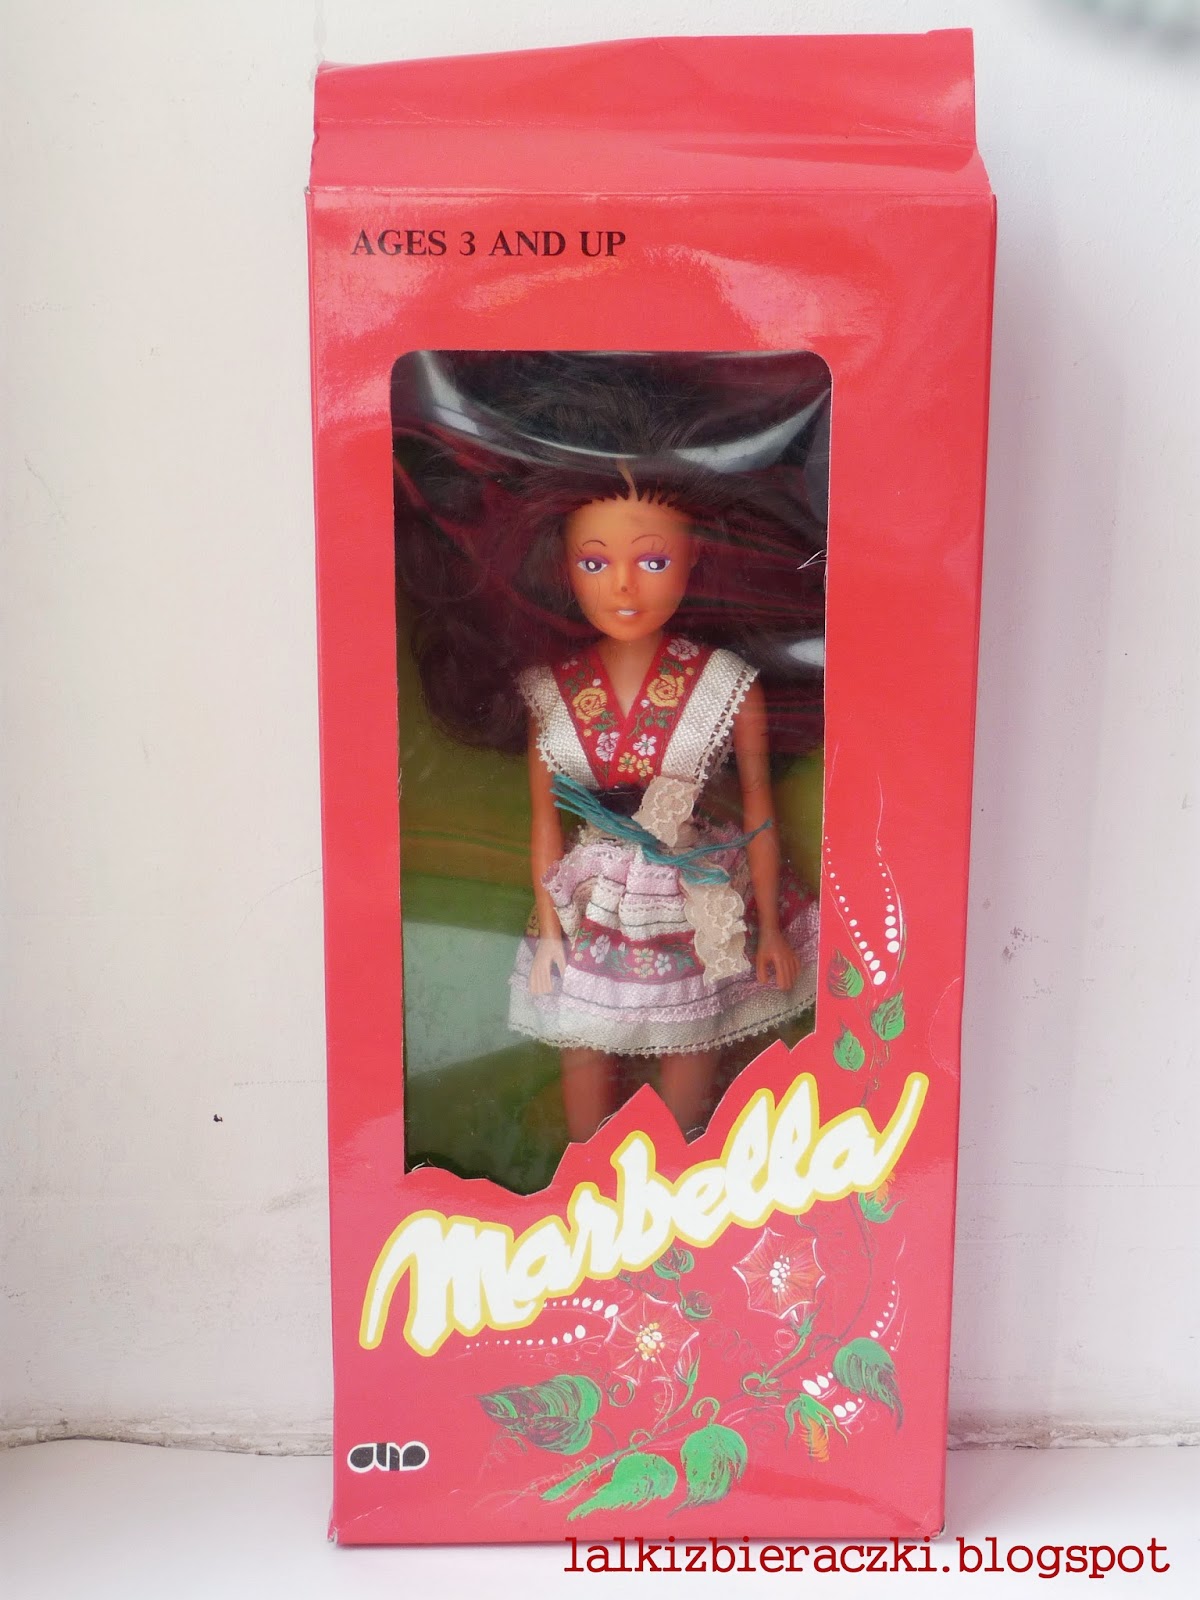 AGES 3 AND UP
Marbella
lalkizbieraczki.blogspot